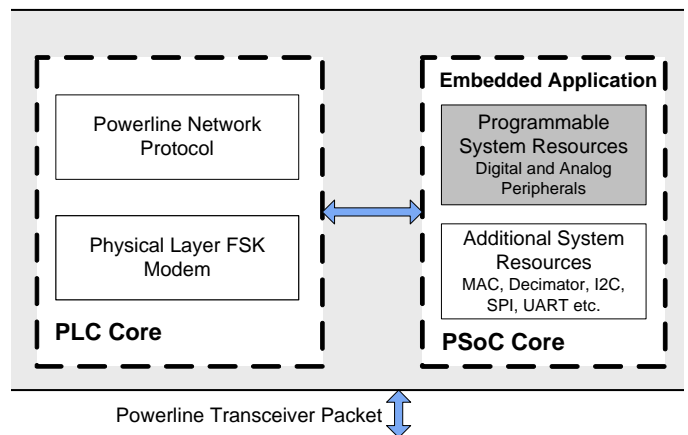 Powerline Network
Protocol
Physical Layer FSK
Modem
PLC Core
Embedded Application
Programmable
System Resources
Digital and Analog
Peripherals
Additional System
Resources
MAC, Decimator, I2C,
SPI, UART etc.
PSoC Core
Powerline Transceiver Packet